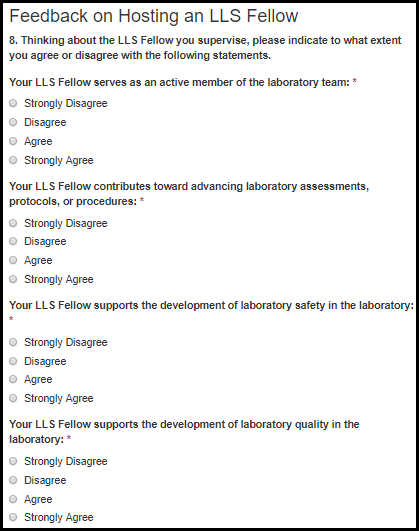 Feedback on Hosting an LLS Fellow
8. Thinking about the LLS Fellow you supervise, please indicate to what extent
you agree or disagree with the following statements.
Your LLS Fellow serves as an active member of the laboratory team: *
Strongly Disagree
Disagree
Agree
Strongly Agree
Your LLS Fellow contributes toward advancing laboratory assessments,
protocols, or procedures: *
Strongly Disagree
Disagree
Agree
Strongly Agree
Your LLS Fellow supports the development of laboratory safety in the laboratory:
*
Strongly Disagree
Disagree
Agree
Strongly Agree
Your LLS Fellow supports the development of laboratory quality in the
laboratory: *
Strongly Disagree
Disagree
Agree
Strongly Agree